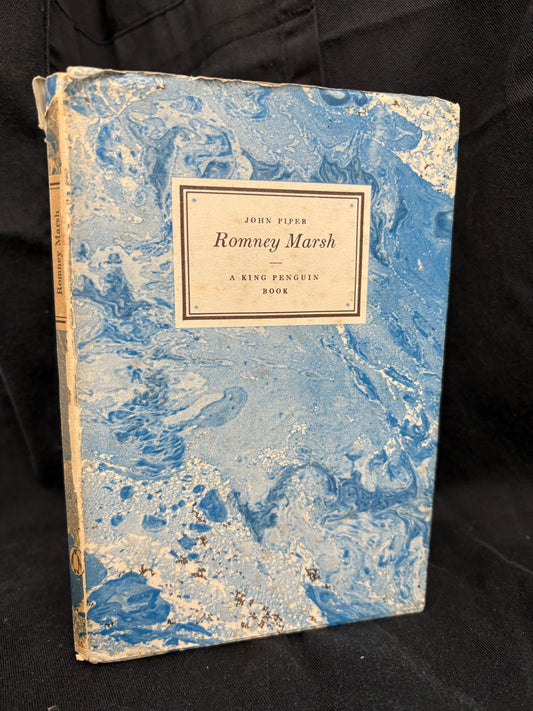 JOHN PIPER
Romney Marsh
A KING PENGUIN
BOOK
Romney Marsh